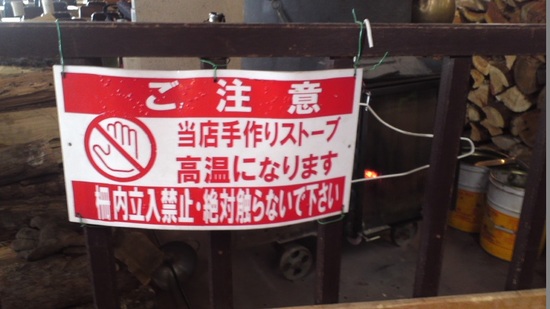 ご注意
当店手作りストーブ
高温になります
柵内立入禁止・絶対触らないで下さい